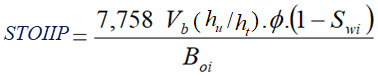 STOIIP = 7,758 V_b (h_u/h_t).ϕ.(1 − S_wi) / B_oi